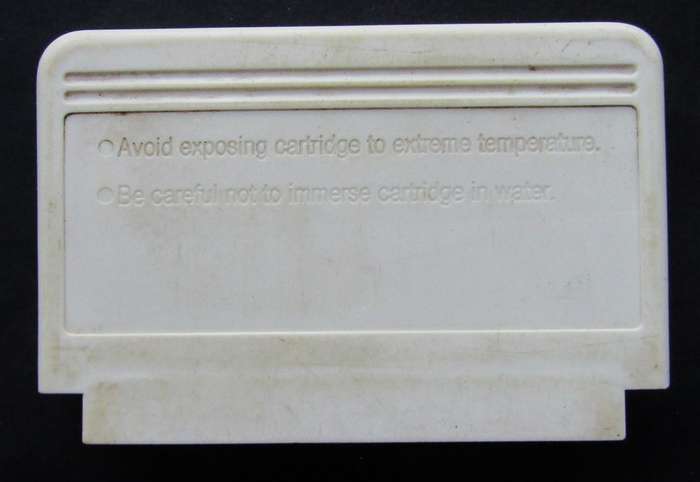 ○ Avoid exposing cartridge to extreme temperature.
○ Be careful not to immerse cartridge in water.